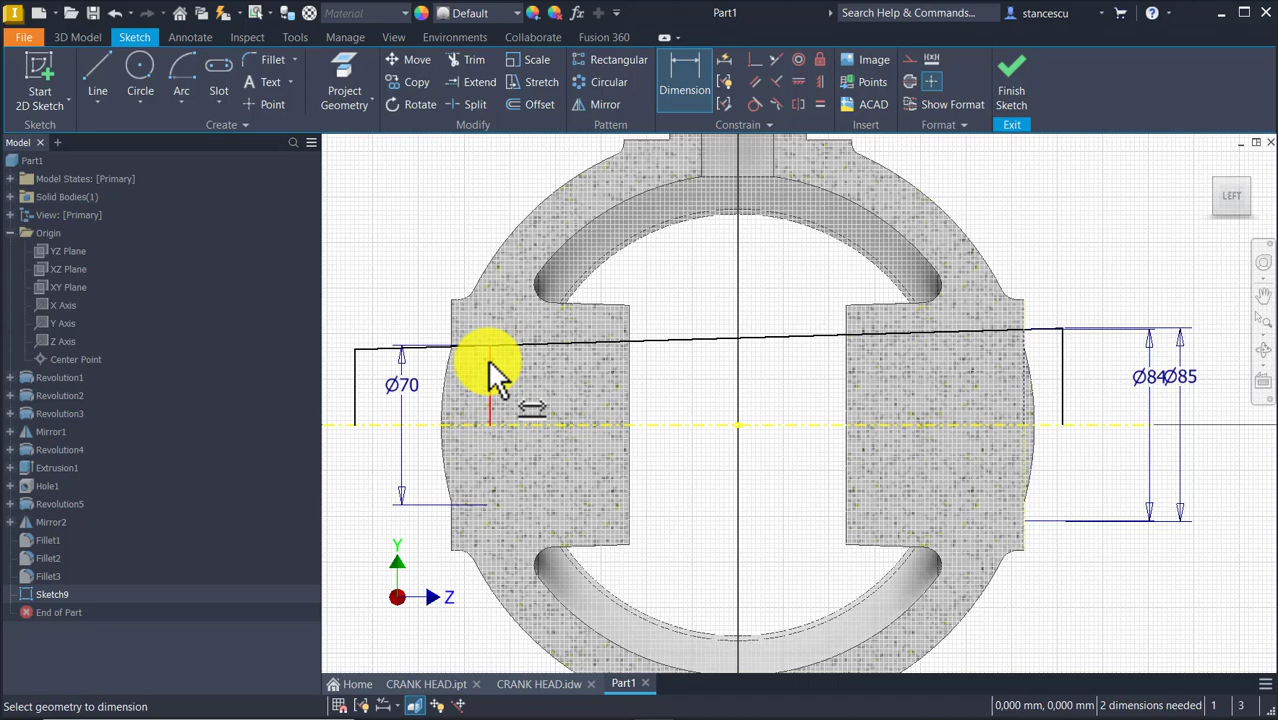 Material
Default
Part1
Search Help & Commands...
stancescu
File
3D Model
Sketch
Annotate
Inspect
Tools
Manage
View
Environments
Collaborate
Fusion 360
Start
2D Sketch
Line
Circle
Arc
Slot
Fillet
Text
Point
Project
Geometry
Move
Copy
Rotate
Trim
Extend
Split
Scale
Stretch
Offset
Rectangular
Circular
Mirror
Dimension
Image
Points
ACAD
Show Format
Finish
Sketch
Sketch
Create
Modify
Pattern
Constrain
Insert
Format
Exit
Model
Part1
Model States: [Primary]
Solid Bodies(1)
View: [Primary]
Origin
YZ Plane
XZ Plane
XY Plane
X Axis
Y Axis
Z Axis
Center Point
Revolution1
Revolution2
Revolution3
Mirror1
Revolution4
Extrusion1
Hole1
Revolution5
Mirror2
Fillet1
Fillet2
Fillet3
Sketch9
End of Part
LEFT
Ø70
Ø84
Ø85
Y
Z
Home
CRANK HEAD.ipt
CRANK HEAD.idw
Part1
Select geometry to dimension
0,000 mm, 0,000 mm
2 dimensions needed
1
3